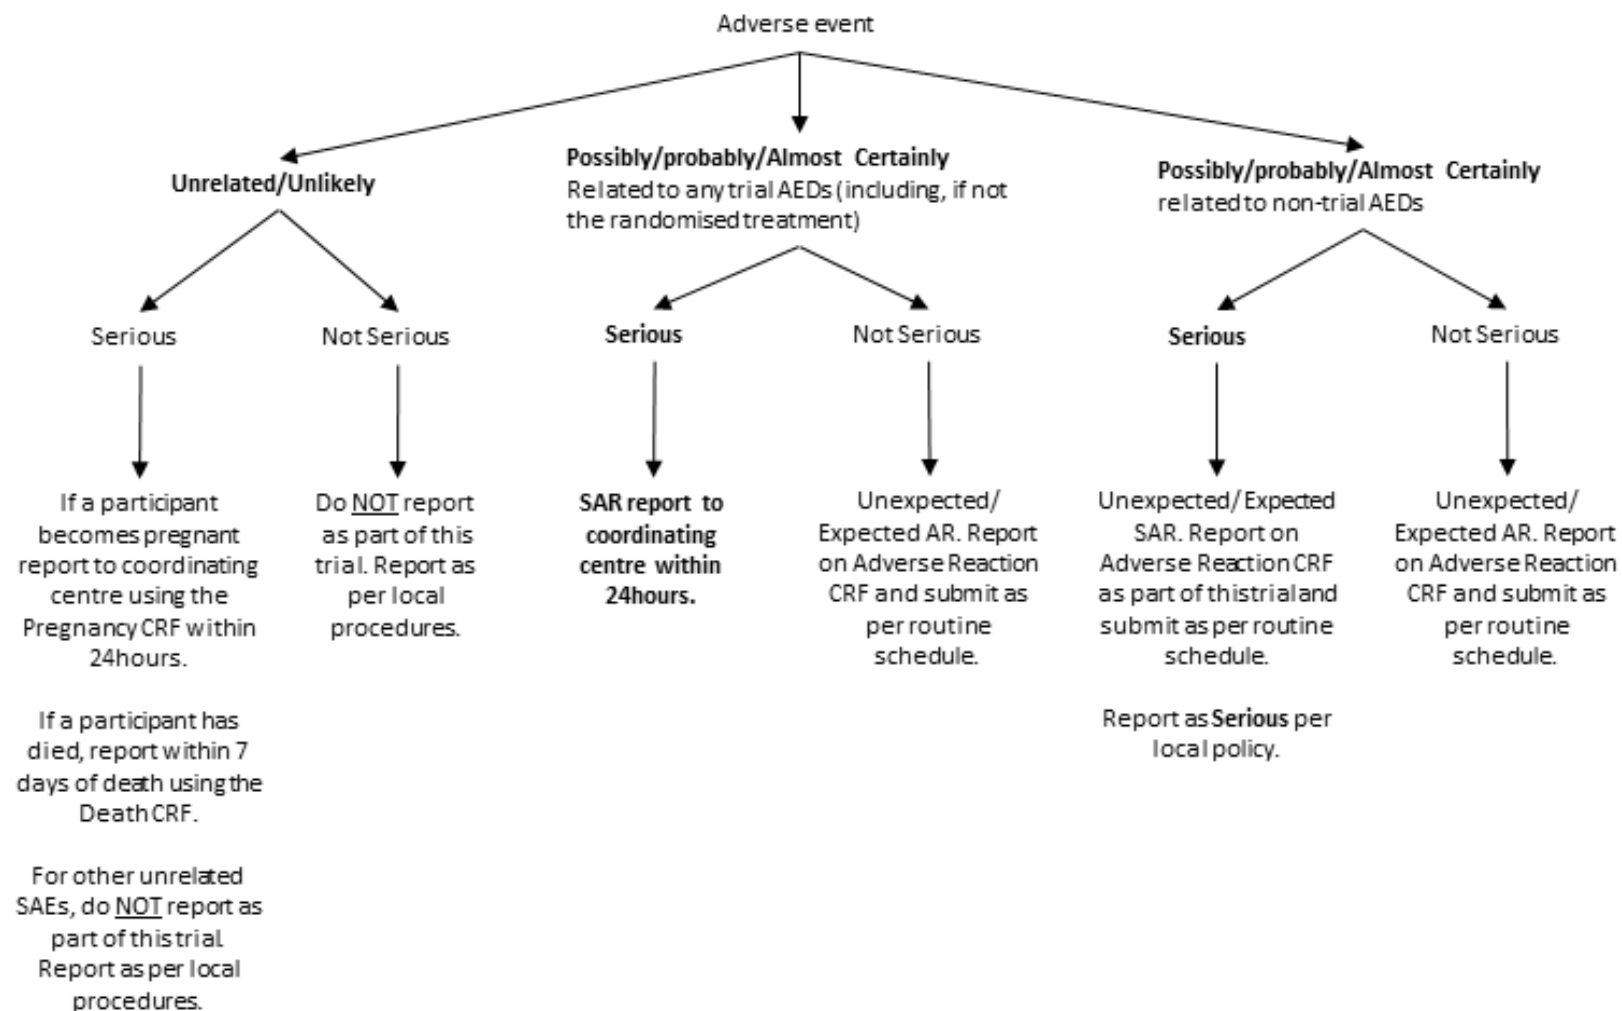 Adverse event
Unrelated/Unlikely
Possibly/probably/Almost Certainly
Related to any trial AEDs (including, if not
the randomised treatment)
Possibly/probably/Almost Certainly
related to non-trial AEDs
Serious
Not Serious
Serious
Not Serious
Serious
Not Serious
If a participant
becomes pregnant
report to coordinating
centre using the
Pregnancy CRF within
24hours.
If a participant has
died, report within 7
days of death using the
Death CRF.
For other unrelated
SAEs, do NOT report as
part of this trial.
Report as per local
procedures.
Do NOT report
as part of this
trial. Report as
per local
procedures.
SAR report to
coordinating
centre within
24hours.
Unexpected/
Expected AR. Report
on Adverse Reaction
CRF and submit as
per routine
schedule.
Unexpected/Expected
SAR. Report on
Adverse Reaction CRF
as part of this trial and
submit as per routine
schedule.
Report as Serious per
local policy.
Unexpected/
Expected AR. Report
on Adverse Reaction
CRF and submit as
per routine
schedule.